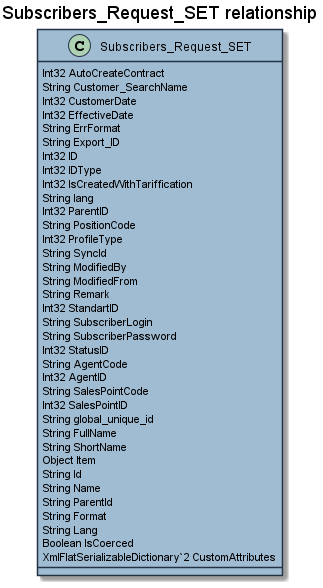 Subscribers_Request_SET relationship
C Subscribers_Request_SET
Int32 AutoCreateContract
String Customer_SearchName
Int32 CustomerDate
Int32 EffectiveDate
String ErrFormat
String Export_ID
Int32 ID
Int32 IDType
Int32 IsCreatedWithTariffication
String lang
Int32 ParentID
String PositionCode
Int32 ProfileType
String SyncId
String ModifiedBy
String ModifiedFrom
String Remark
Int32 StandartID
String SubscriberLogin
String SubscriberPassword
Int32 StatusID
String AgentCode
Int32 AgentID
String SalesPointCode
Int32 SalesPointID
String global_unique_id
String FullName
String ShortName
Object Item
String Id
String Name
String ParentId
String Format
String Lang
Boolean IsCoerced
XmlFlatSerializableDictionary`2 CustomAttributes